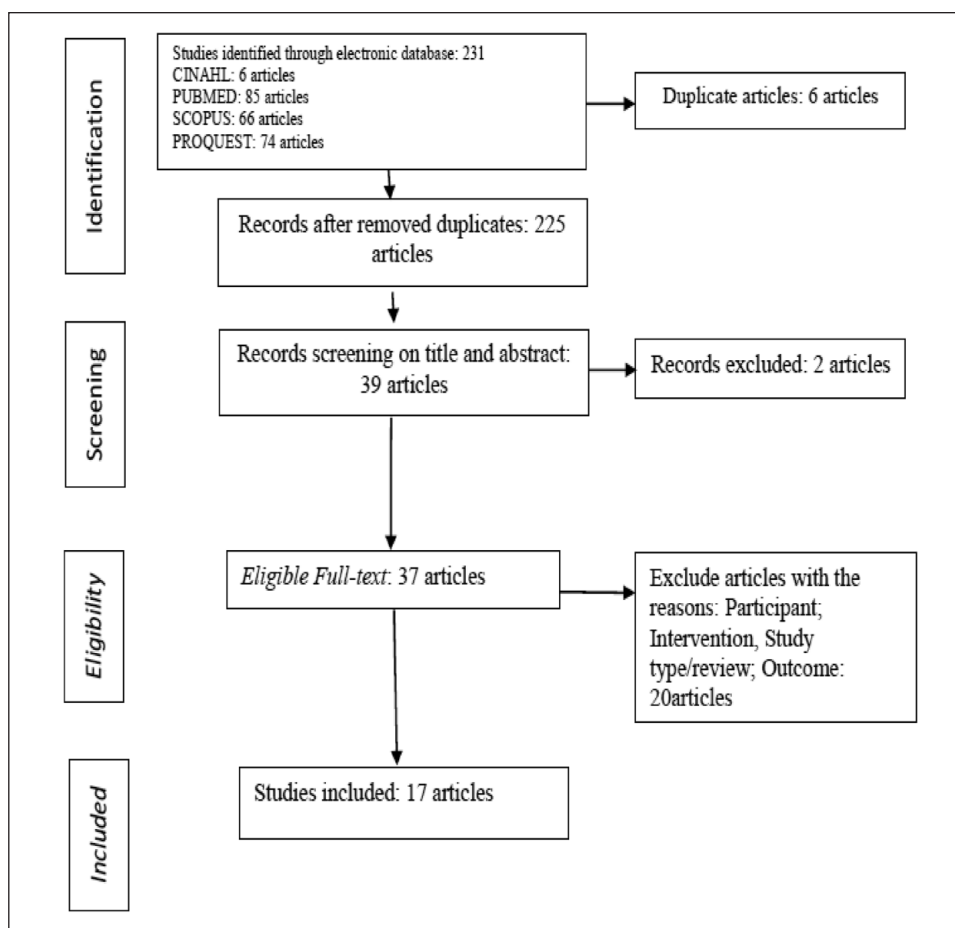 Identification
Studies identified through electronic database: 231
CINAHL: 6 articles
PUBMED: 85 articles
SCOPUS: 66 articles
PROQUEST: 74 articles
Duplicate articles: 6 articles
Records after removed duplicates: 225
articles
Screening
Records screening on title and abstract:
39 articles
Records excluded: 2 articles
Eligibility
Eligible Full-text: 37 articles
Exclude articles with the
reasons: Participant;
Intervention, Study
type/review; Outcome:
20articles
Included
Studies included: 17 articles